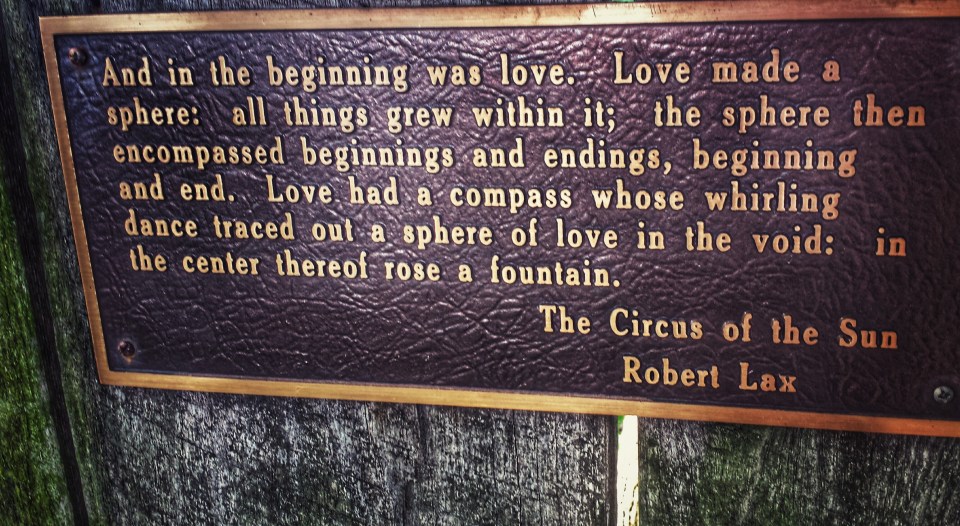 And in the beginning was love. Love made a
sphere: all things grew within it; the sphere then
encompassed beginnings and endings, beginning
and end. Love had a compass whose whirling
dance traced out a sphere of love in the void: in
the center thereof rose a fountain.
The Circus of the Sun
Robert Lax